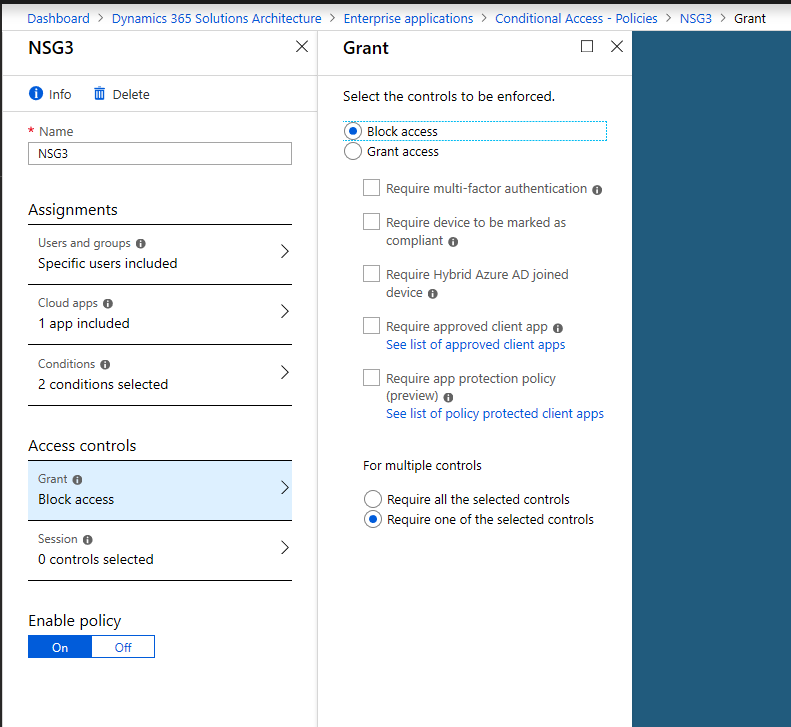 Dashboard > Dynamics 365 Solutions Architecture > Enterprise applications > Conditional Access - Policies > NSG3 > Grant
NSG3
Info Delete
* Name
NSG3
Assignments
Users and groups
Specific users included
Cloud apps
1 app included
Conditions
2 conditions selected
Access controls
Grant
Block access
Session
0 controls selected
Enable policy
On Off
Grant
Select the controls to be enforced.
Block access
Grant access
Require multi-factor authentication
Require device to be marked as
compliant
Require Hybrid Azure AD joined
device
Require approved client app
See list of approved client apps
Require app protection policy
(preview)
See list of policy protected client apps
For multiple controls
Require all the selected controls
Require one of the selected controls